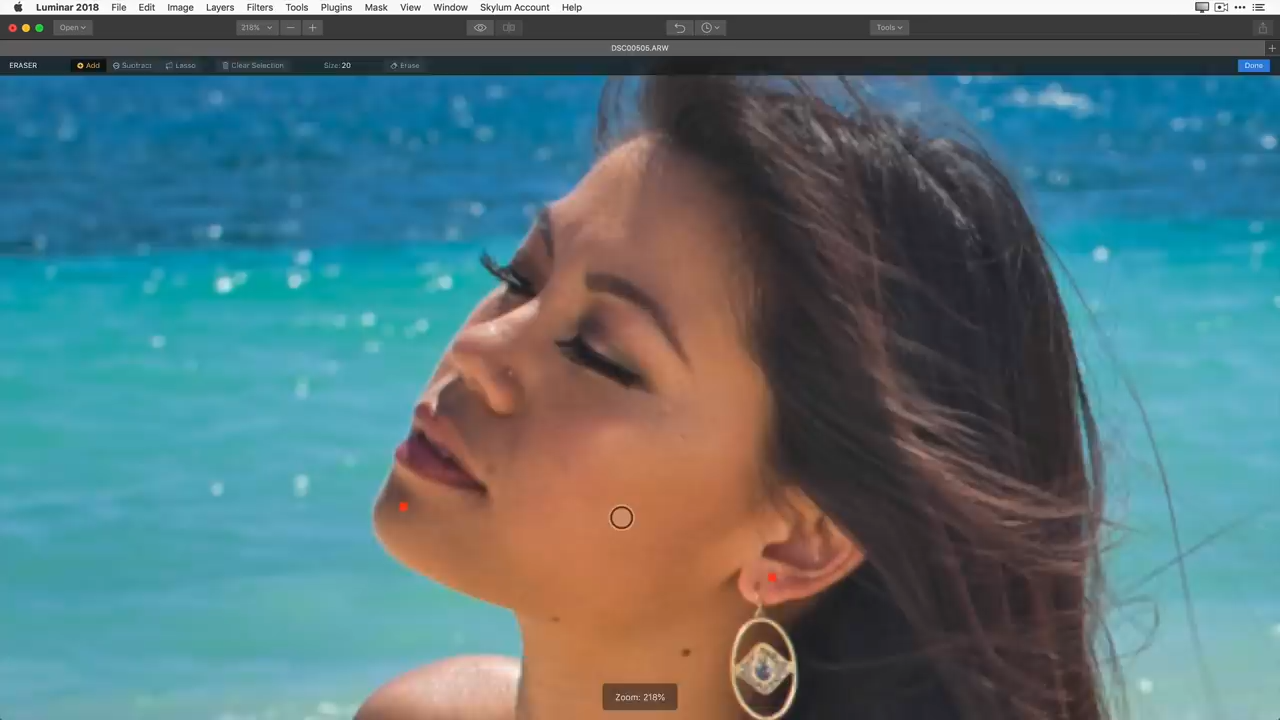 Luminar 2018 File Edit Image Layers Filters Tools Plugins Mask View Window Skylum Account Help
Open 218% Tools
DSC00505.ARW
ERASER Add Subtract Lasso Clear Selection Size: 20 Erase Done
Zoom: 218%